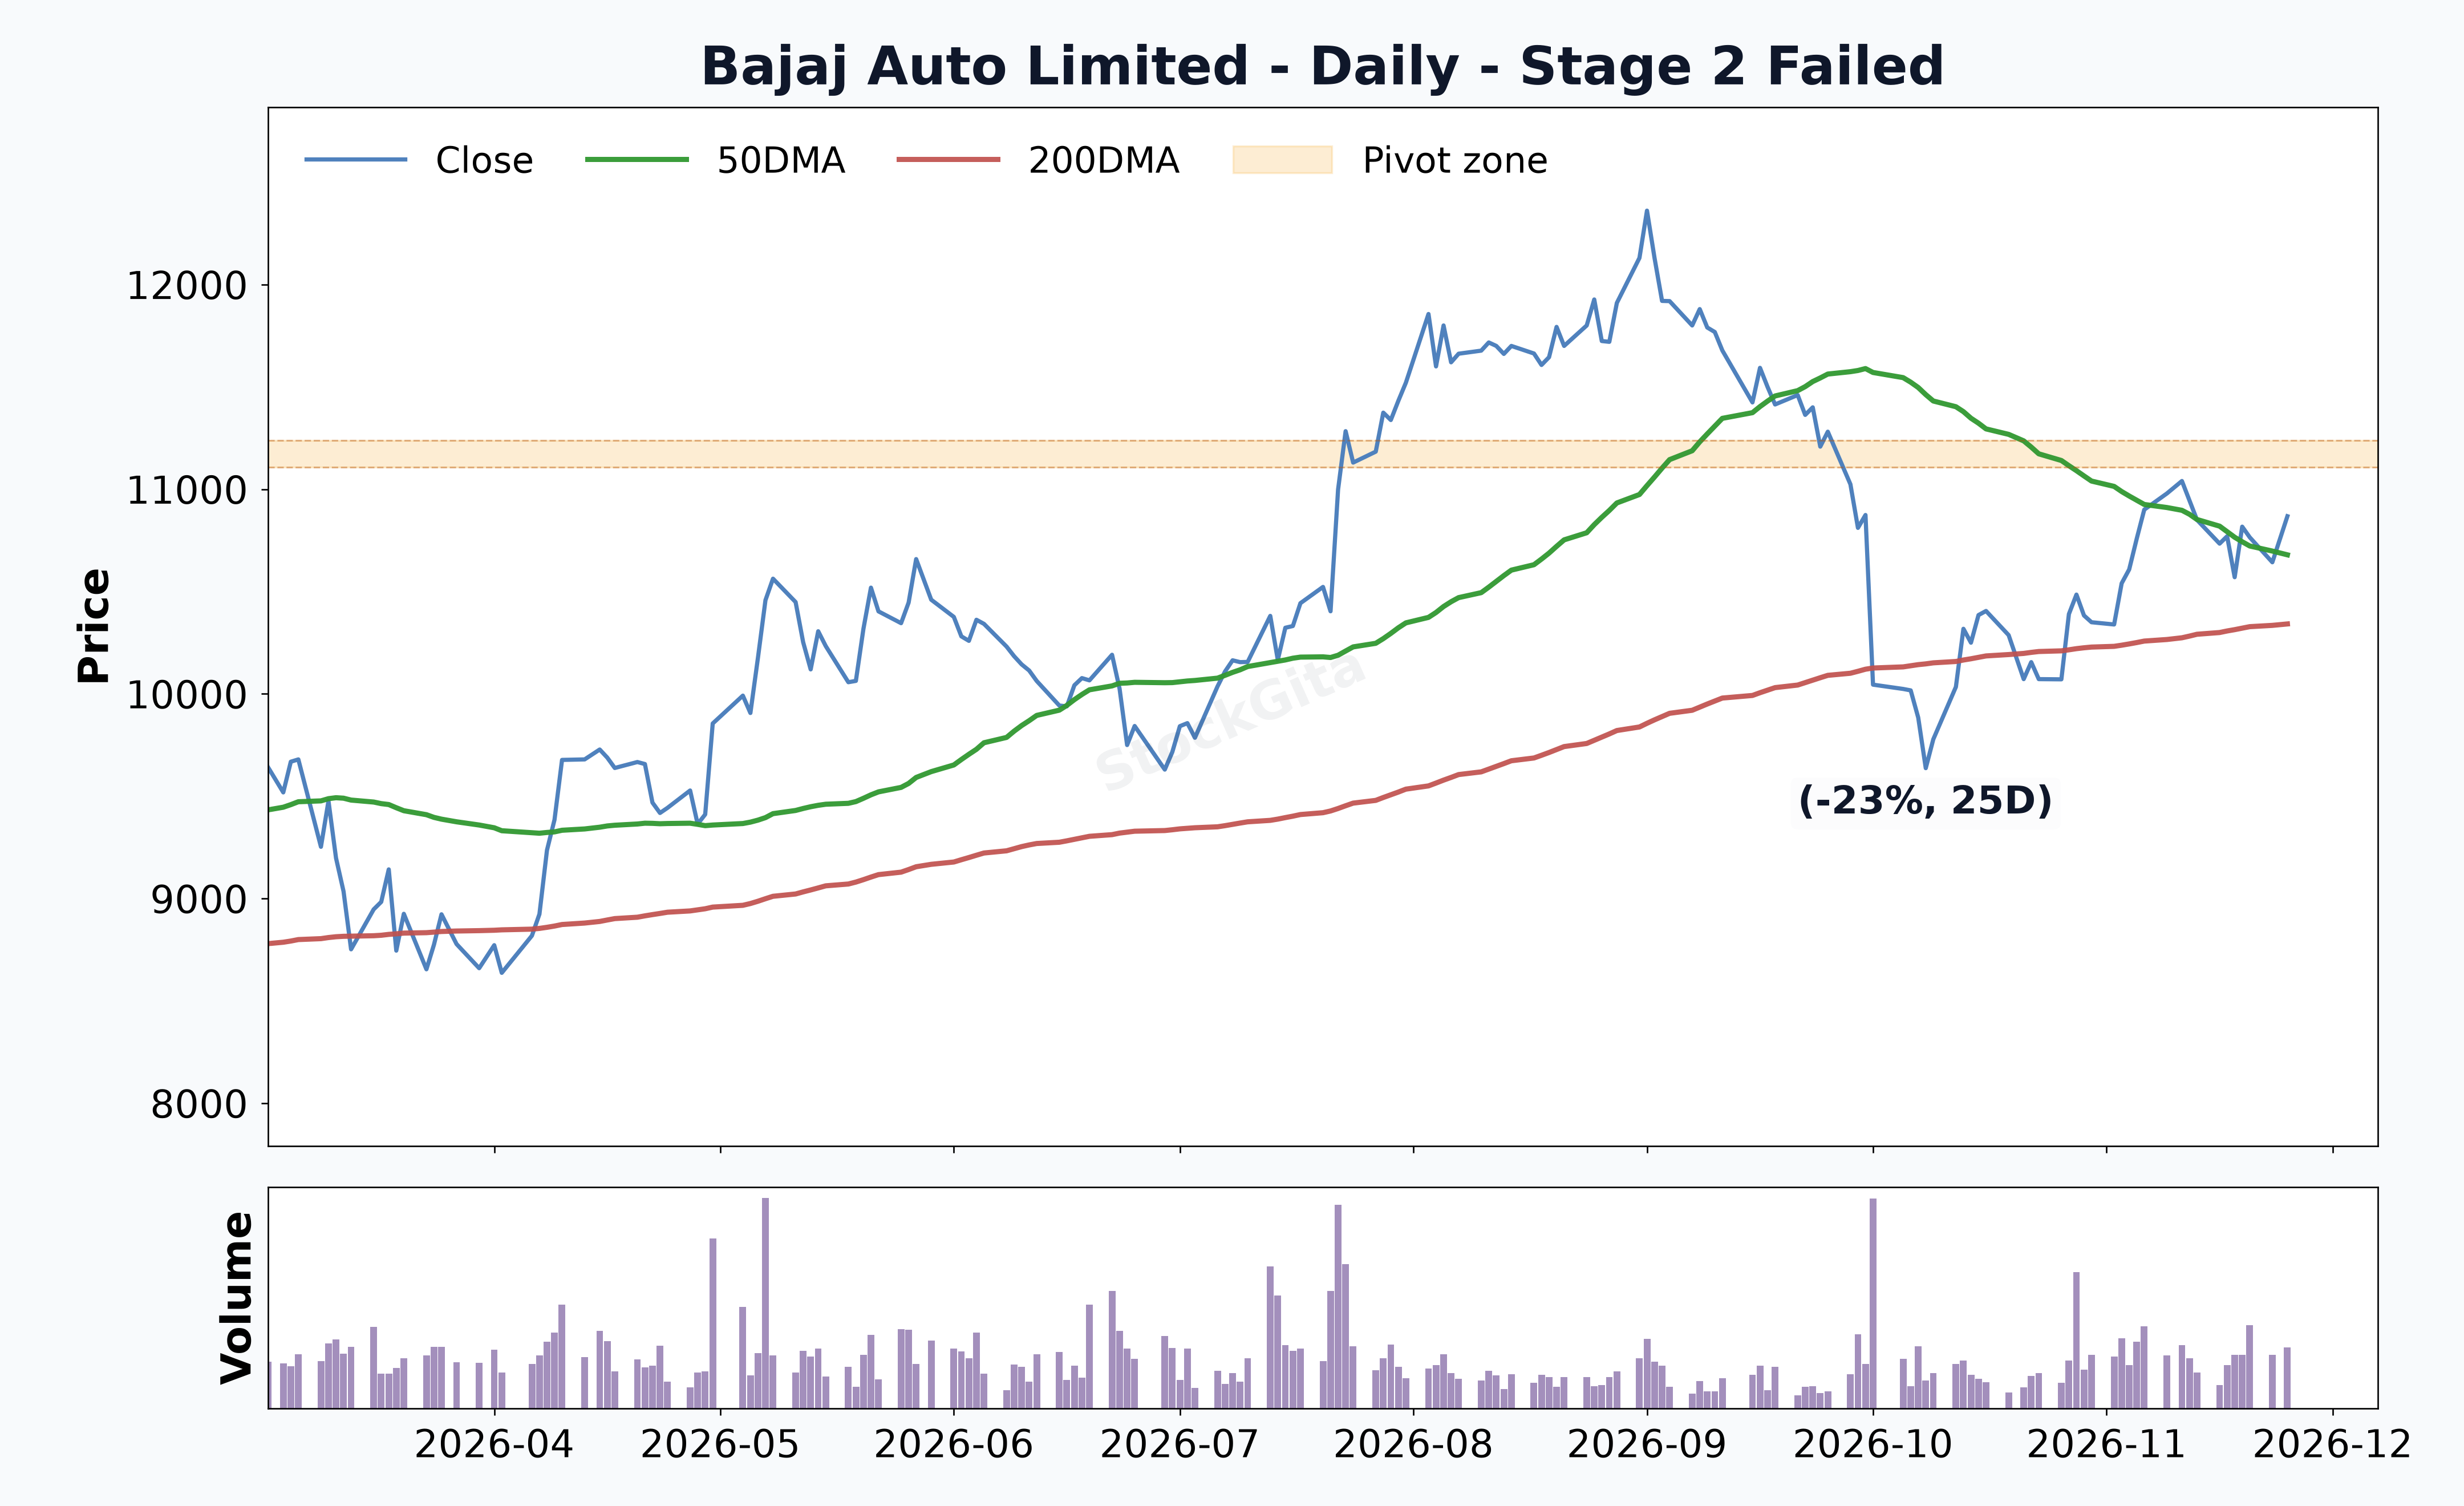 Bajaj Auto Limited - Daily - Stage 2 Failed
Close 50DMA 200DMA Pivot zone
12000
11000
10000
9000
8000
Price
StockGita
(-23%, 25D)
Volume
2026-04 2026-05 2026-06 2026-07 2026-08 2026-09 2026-10 2026-11 2026-12